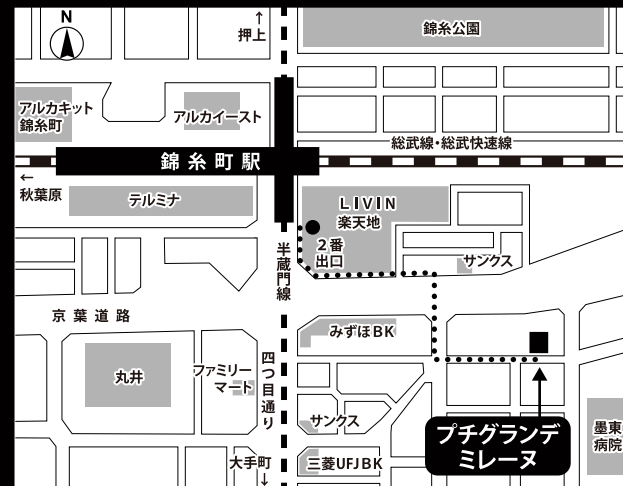 N
↑
押上
錦糸公園
アルカキット
錦糸町
アルカイースト
総武線・総武快速線
錦糸町駅
←
秋葉原
テルミナ
LIVIN
楽天地
2番
出口
サンクス
半蔵門線
京葉道路
みずほBK
丸井
ファミリー
マート
四つ目通り
サンクス
プチグランデ
ミレーヌ
墨東
病院
大手町
↓
三菱UFJBK